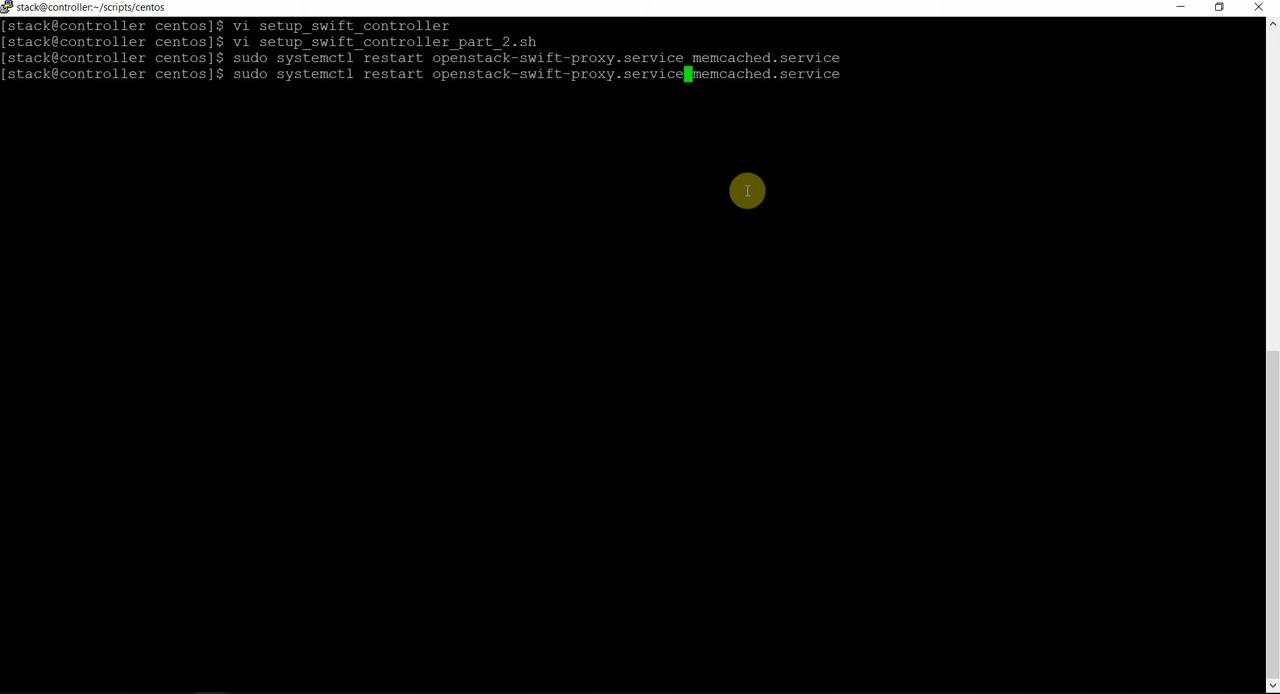 stack@controller:~/scripts/centos
[stack@controller centos]$ vi setup_swift_controller
[stack@controller centos]$ vi setup_swift_controller_part_2.sh
[stack@controller centos]$ sudo systemctl restart openstack-swift-proxy.service memcached.service
[stack@controller centos]$ sudo systemctl restart openstack-swift-proxy.service memcached.service